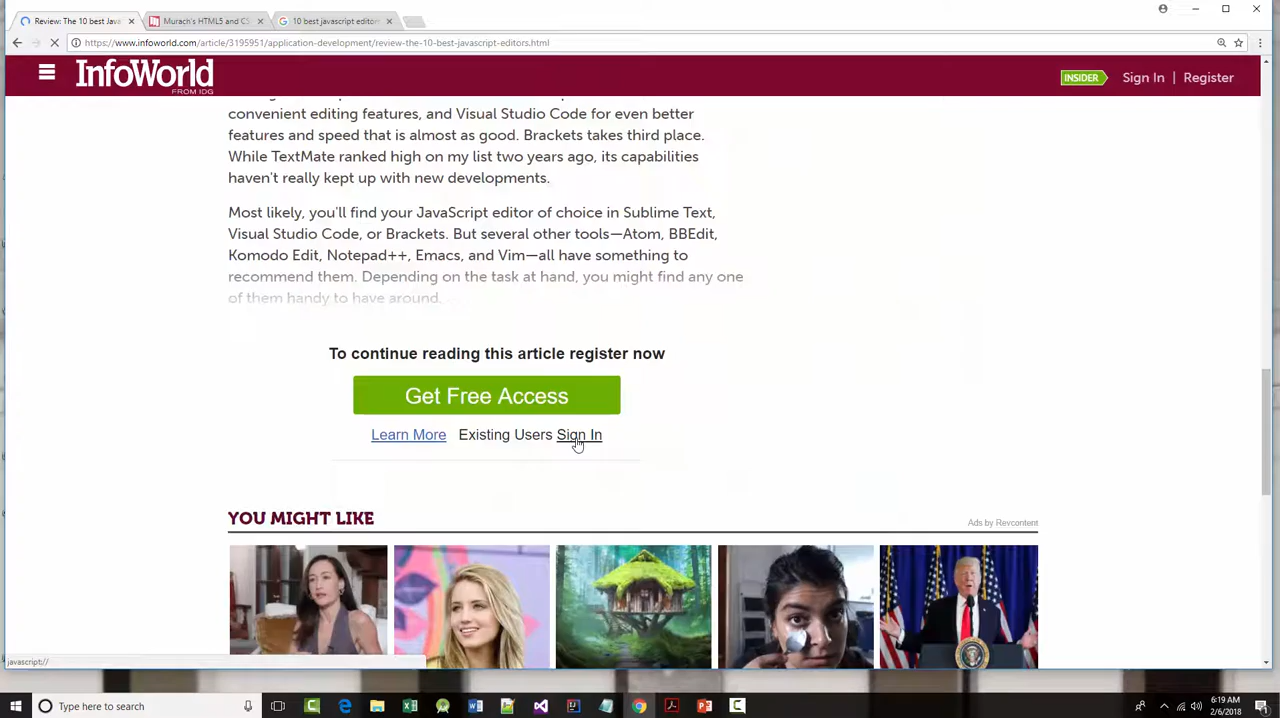 Review: The 10 best Java
Murach's HTML5 and CS
10 best javascript editors
https://www.infoworld.com/article/3195951/application-development/review-the-10-best-javascript-editors.html
InfoWorld
FROM IDG
INSIDER
Sign In | Register
convenient editing features, and Visual Studio Code for even better
features and speed that is almost as good. Brackets takes third place.
While TextMate ranked high on my list two years ago, its capabilities
haven't really kept up with new developments.
Most likely, you'll find your JavaScript editor of choice in Sublime Text,
Visual Studio Code, or Brackets. But several other tools—Atom, BBEdit,
Komodo Edit, Notepad++, Emacs, and Vim—all have something to
recommend them. Depending on the task at hand, you might find any one
of them handy to have around.
To continue reading this article register now
Get Free Access
Learn More Existing Users Sign In
YOU MIGHT LIKE
Ads by Revcontent
javascript://
Type here to search
6:19 AM
2/6/2018